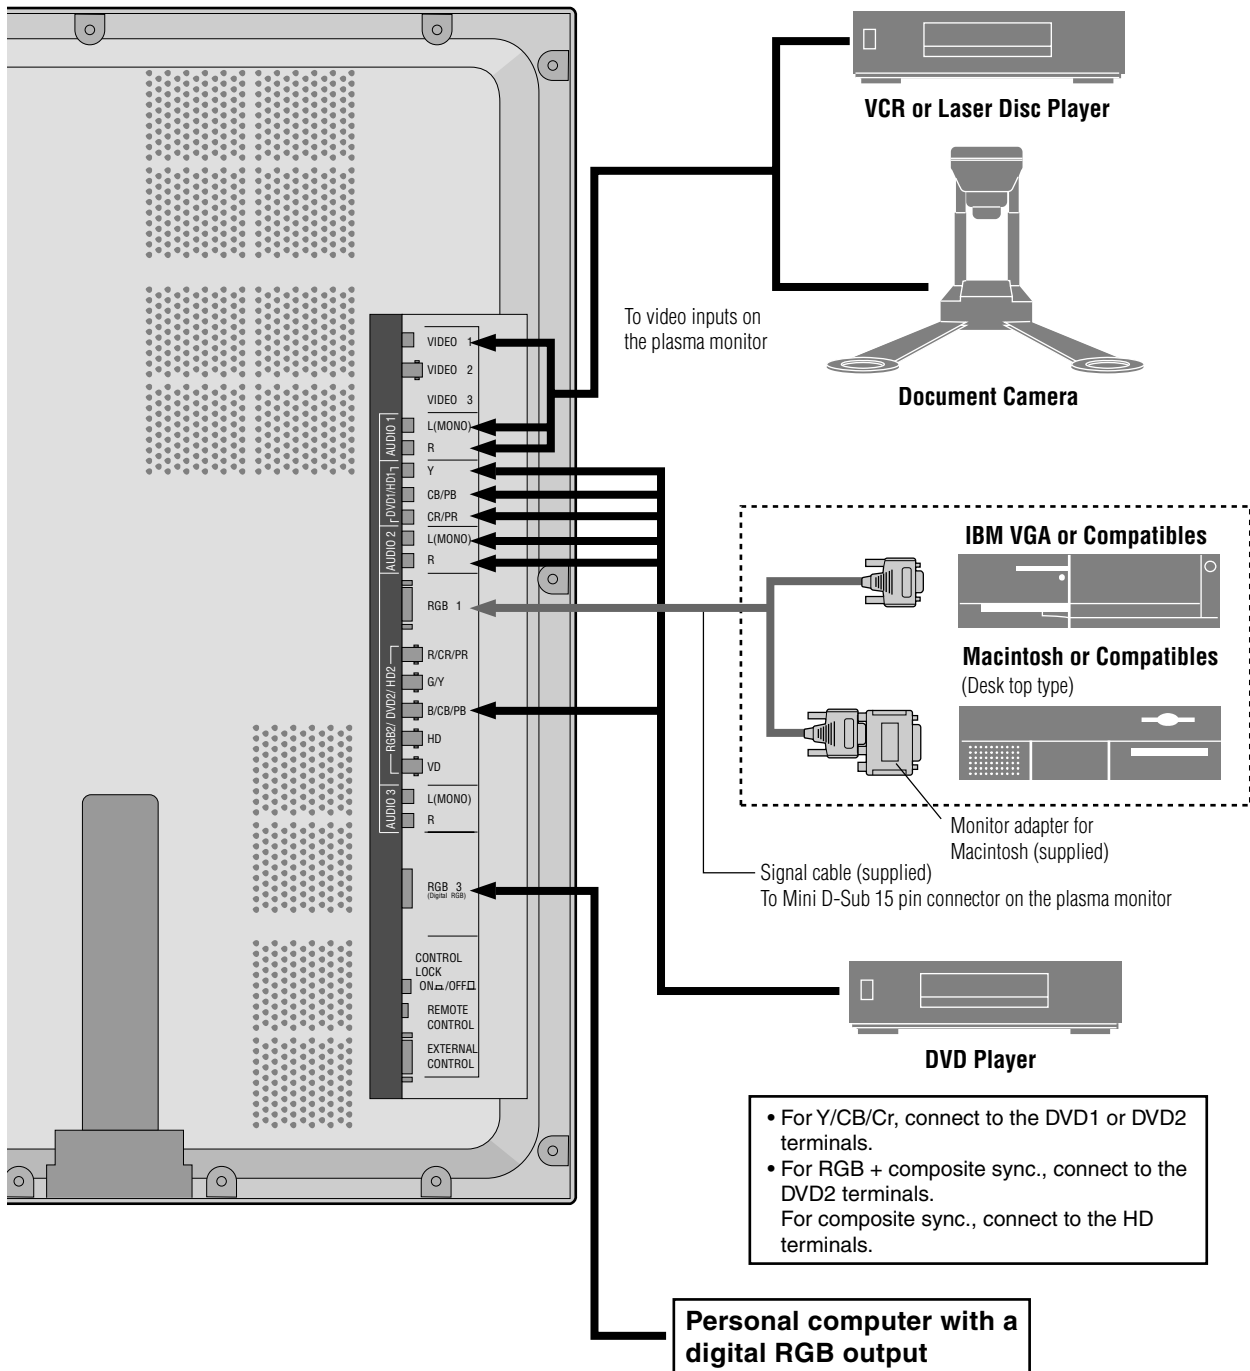 VCR or Laser Disc Player
To video inputs on
the plasma monitor
Document Camera
VIDEO 1
VIDEO 2
VIDEO 3
AUDIO 1
L(MONO)
R
DVD1/HD1
Y
CB/PB
CR/PR
AUDIO 2
L(MONO)
R
RGB 1
RGB2/ DVD2/ HD2
R/CR/PR
G/Y
B/CB/PB
HD
VD
AUDIO 3
L(MONO)
R
RGB 3
(Digital RGB)
CONTROL
LOCK
ON /OFF
REMOTE
CONTROL
EXTERNAL
CONTROL
IBM VGA or Compatibles
Macintosh or Compatibles
(Desk top type)
Monitor adapter for
Macintosh (supplied)
Signal cable (supplied)
To Mini D-Sub 15 pin connector on the plasma monitor
DVD Player
• For Y/CB/Cr, connect to the DVD1 or DVD2
terminals.
• For RGB + composite sync., connect to the
DVD2 terminals.
For composite sync., connect to the HD
terminals.
Personal computer with a
digital RGB output